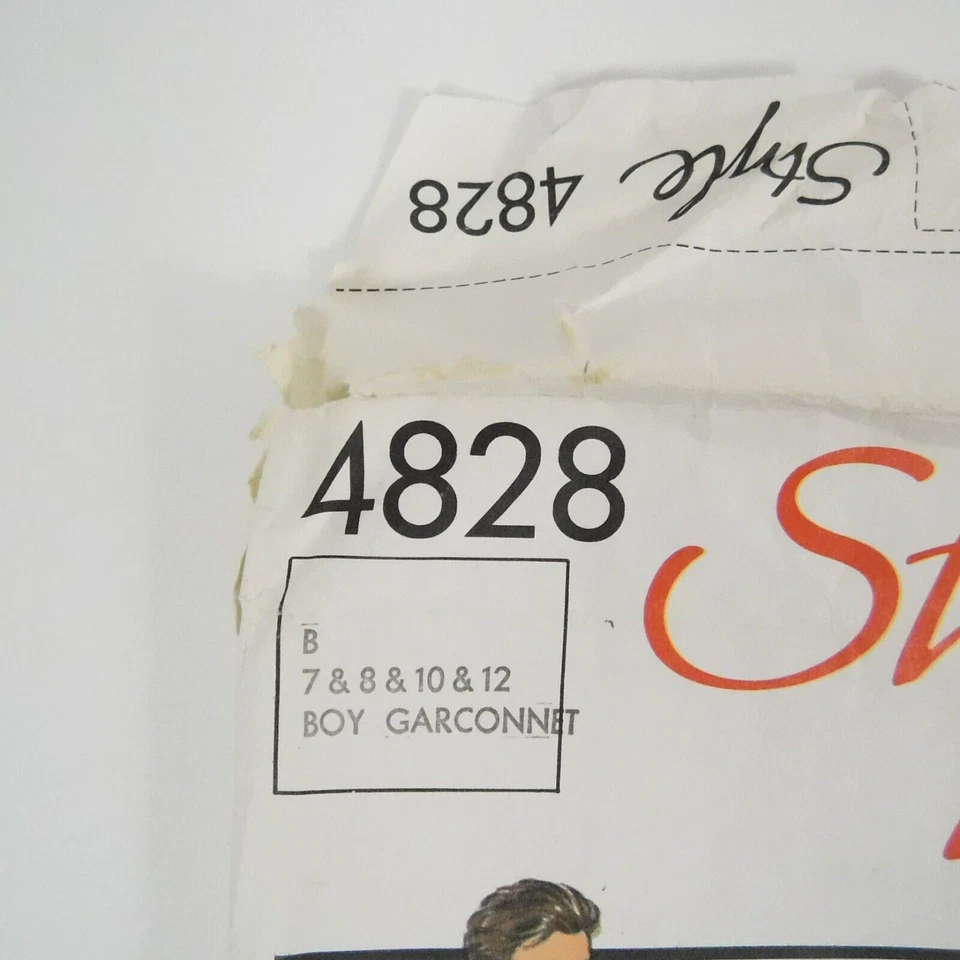 Style 4828
4828
B
7 & 8 & 10 & 12
BOY GARCONNET